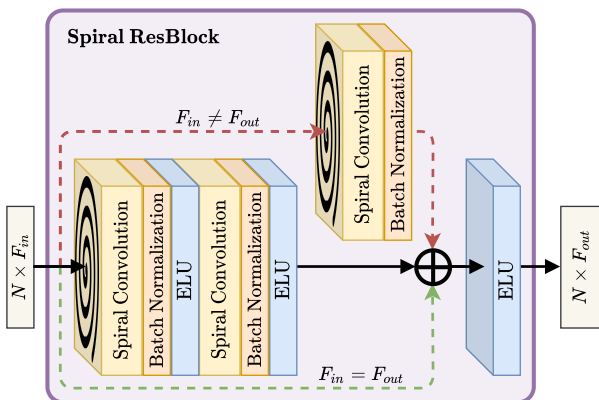 Spiral ResBlock
F_in ≠ F_out
Spiral Convolution
Batch Normalization
N × F_in
Spiral Convolution
Batch Normalization
ELU
Spiral Convolution
Batch Normalization
ELU
ELU
N × F_out
F_in = F_out